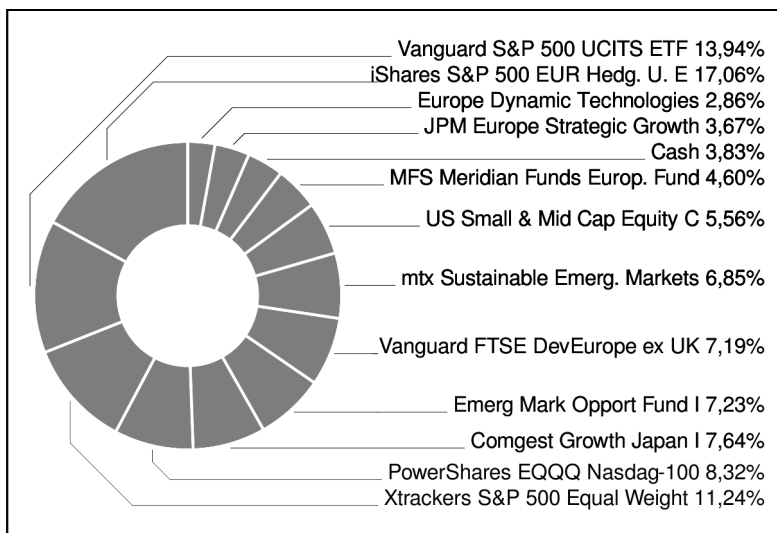 Vanguard S&P 500 UCITS ETF 13,94%
iShares S&P 500 EUR Hedg. U. E 17,06%
Europe Dynamic Technologies 2,86%
JPM Europe Strategic Growth 3,67%
Cash 3,83%
MFS Meridian Funds Europ. Fund 4,60%
US Small & Mid Cap Equity C 5,56%
mtx Sustainable Emerg. Markets 6,85%
Vanguard FTSE DevEurope ex UK 7,19%
Emerg Mark Opport Fund I 7,23%
Comgest Growth Japan I 7,64%
PowerShares EQQQ Nasdag-100 8,32%
Xtrackers S&P 500 Equal Weight 11,24%